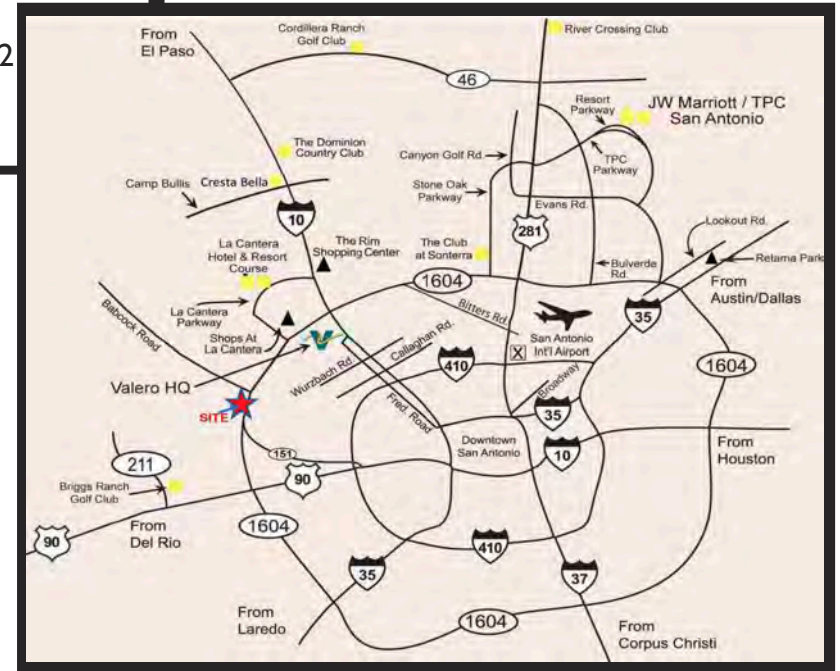 2
From
El Paso
Cordillera Ranch
Golf Club
River Crossing Club
46
Resort
Parkway
JW Marriott / TPC
San Antonio
The Dominion
Country Club
Canyon Golf Rd.
TPC
Parkway
Camp Bullis
Cresta Bella
Stone Oak
Parkway
Evans Rd.
Lookout Rd.
10
281
La Cantera
Hotel & Resort
Course
The Rim
Shopping Center
The Club
at Sonterra
Bulverde
Rd.
Retama Park
1604
From
Austin/Dallas
Babcock Road
La Cantera
Parkway
Bitters Rd.
35
Shops At
La Cantera
V
Callaghan Rd.
San Antonio
Int'l Airport
X
Wurzbach Rd.
410
1604
Valero HQ
Broadway
SITE
Fred. Road
35
Downtown
San Antonio
10
From
Houston
151
211
90
Briggs Ranch
Golf Club
From
Del Rio
1604
90
410
35
37
From
Laredo
1604
From
Corpus Christi